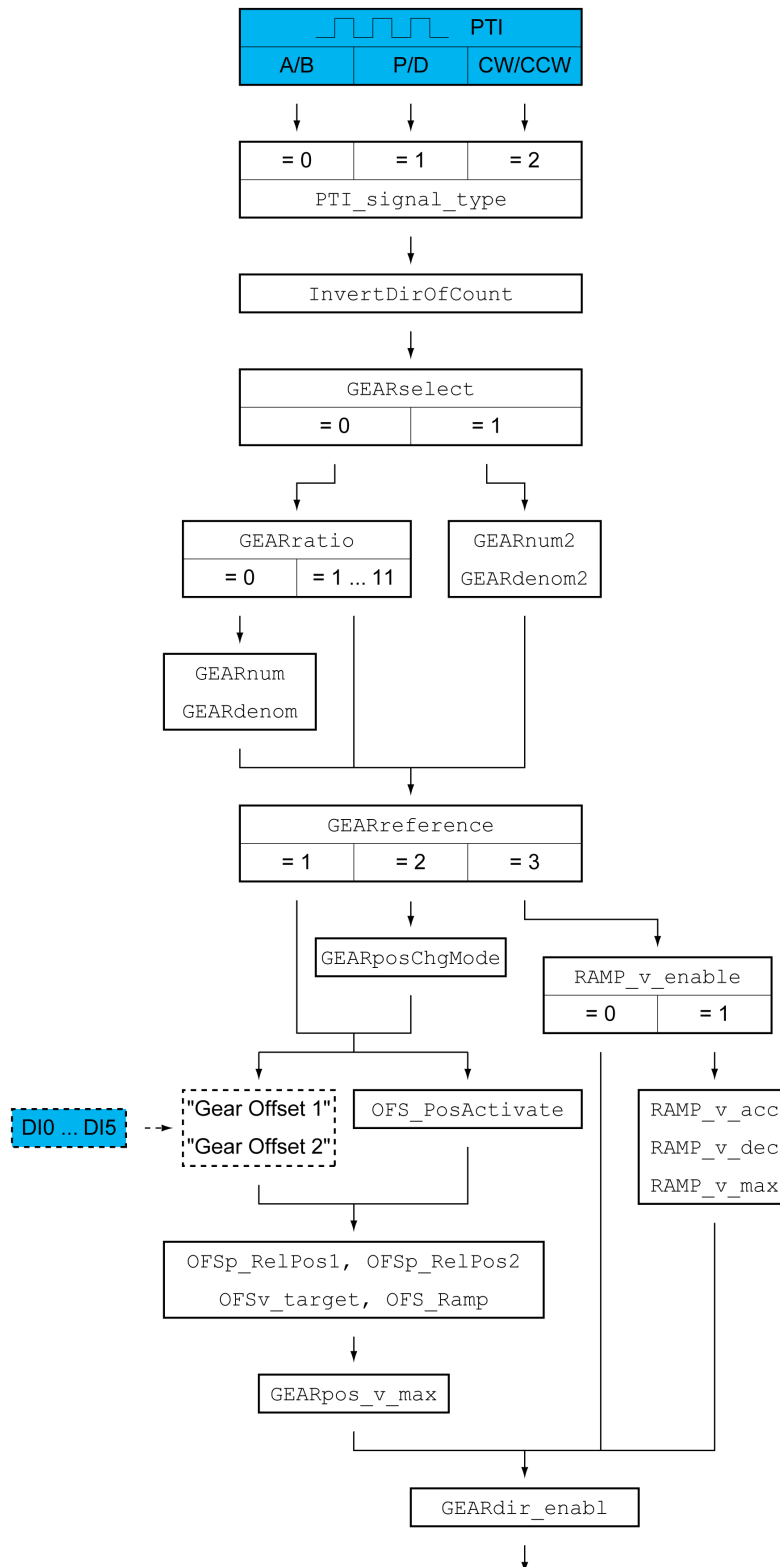 PTI
A/B P/D CW/CCW
= 0 = 1 = 2
PTI_signal_type
InvertDirOfCount
GEARselect
= 0 = 1
GEARratio
= 0 = 1 ... 11
GEARnum2
GEARdenom2
GEARnum
GEARdenom
GEARreference
= 1 = 2 = 3
GEARposChgMode
RAMP_v_enable
= 0 = 1
DI0 ... DI5
"Gear Offset 1"
"Gear Offset 2"
OFS_PosActivate
RAMP_v_acc
RAMP_v_dec
RAMP_v_max
OFSp_RelPos1, OFSp_RelPos2
OFSv_target, OFS_Ramp
GEARpos_v_max
GEARdir_enabl